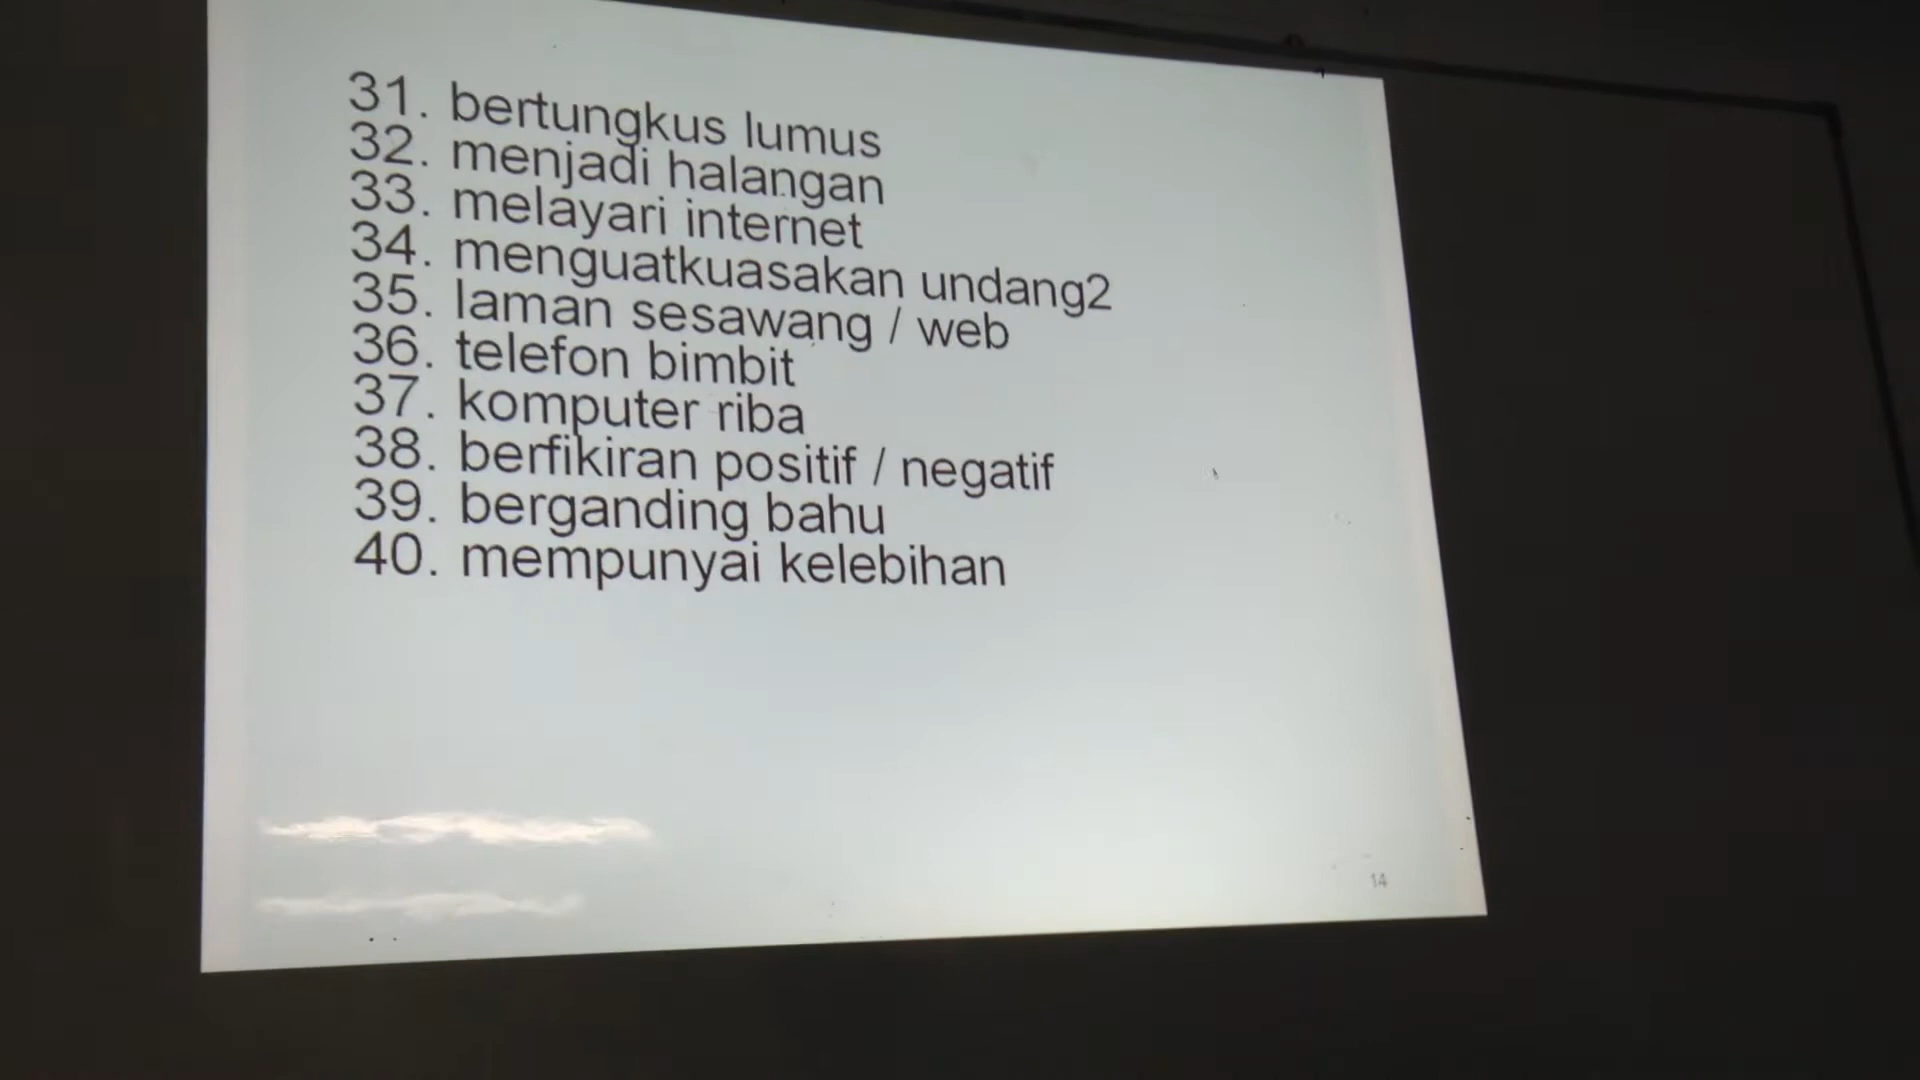 31. bertungkus lumus
32. menjadi halangan
33. melayari internet
34. menguatkuasakan undang2
35. laman sesawang / web
36. telefon bimbit
37. komputer riba
38. berfikiran positif / negatif
39. berganding bahu
40. mempunyai kelebihan
14